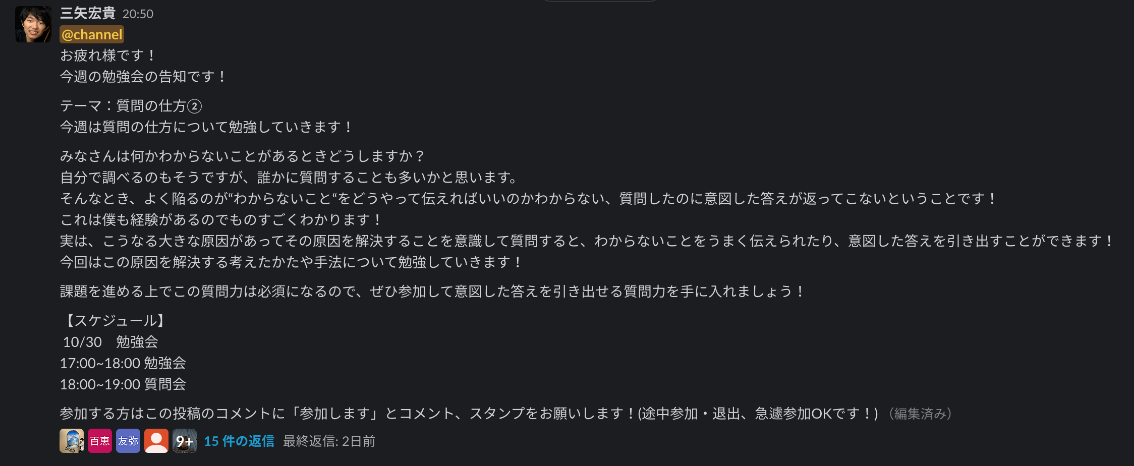 三矢宏貴 20:50
@channel
お疲れ様です！
今週の勉強会の告知です！
テーマ：質問の仕方②
今週は質問の仕方について勉強していきます！
みなさんは何かわからないことがあるときどうしますか？
自分で調べるのもそうですが、誰かに質問することも多いかと思います。
そんなとき、よく陥るのが“わからないこと“をどうやって伝えればいいのかわからない、質問したのに意図した答えが返ってこないということです！
これは僕も経験があるのでものすごくわかります！
実は、こうなる大きな原因があってその原因を解決することを意識して質問すると、わからないことをうまく伝えられたり、意図した答えを引き出すことができます！
今回はこの原因を解決する考えたかたや手法について勉強していきます！
課題を進める上でこの質問力は必須になるので、ぜひ参加して意図した答えを引き出せる質問力を手に入れましょう！
【スケジュール】
10/30　勉強会
17:00~18:00 勉強会
18:00~19:00 質問会
参加する方はこの投稿のコメントに「参加します」とコメント、スタンプをお願いします！(途中参加・退出、急遽参加OKです！) （編集済み）
百恵 友弥 9+ 15 件の返信 最終返信: 2日前